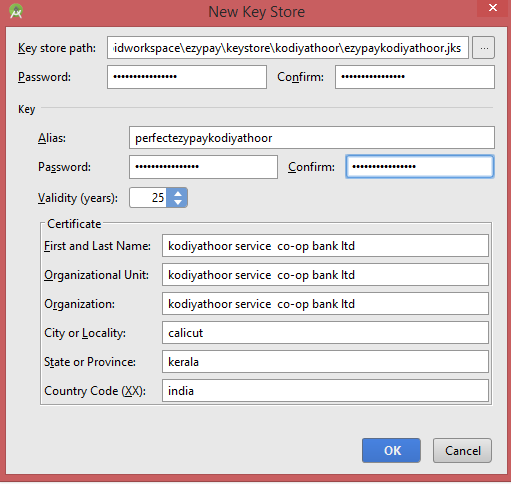 New Key Store
Key store path: idworkspace\ezypay\keystore\kodiyathoor\ezypaykodiyathoor.jks ...
Password: •••••••••••••••• Confirm: ••••••••••••••••
Key
Alias: perfectezypaykodiyathoor
Password: •••••••••••••••• Confirm: ••••••••••••••••
Validity (years): 25
Certificate
First and Last Name: kodiyathoor service  co-op bank ltd
Organizational Unit: kodiyathoor service  co-op bank ltd
Organization: kodiyathoor service  co-op bank ltd
City or Locality: calicut
State or Province: kerala
Country Code (XX): india
OK Cancel